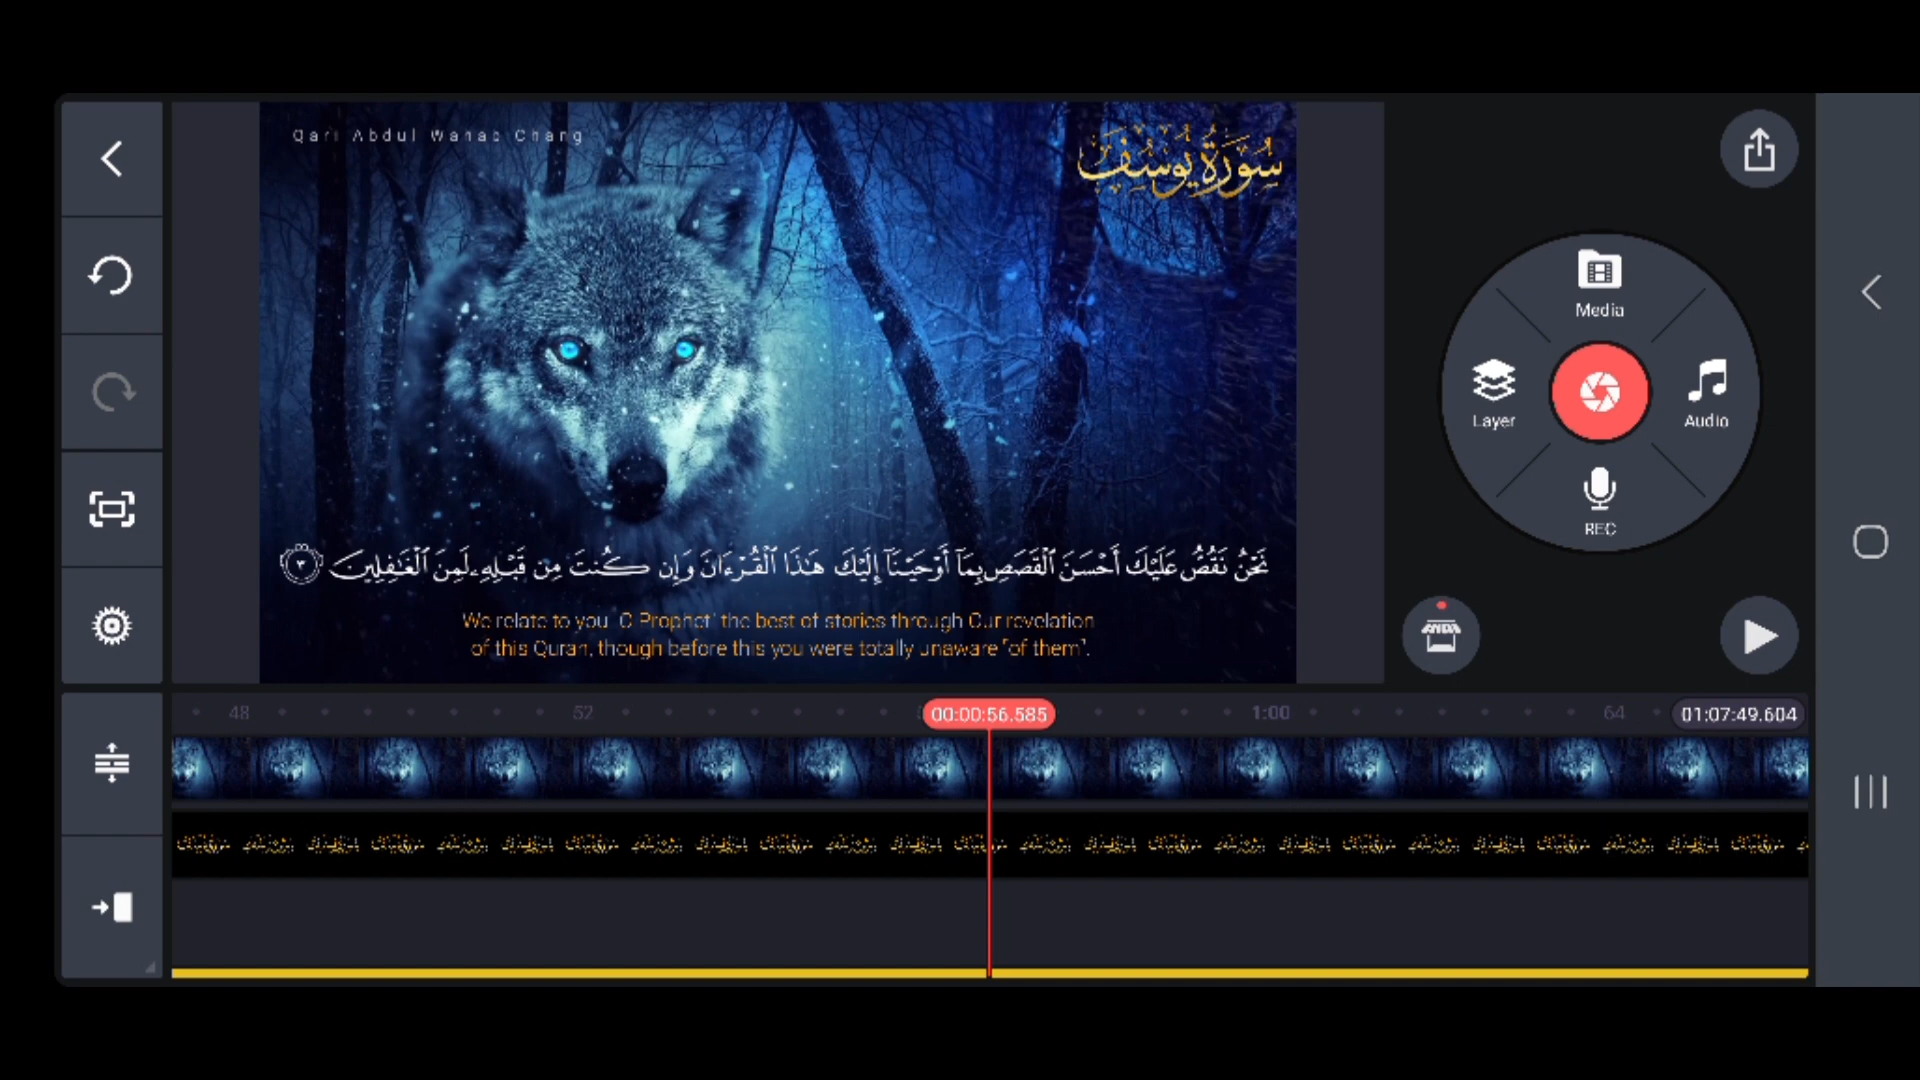 Qari Abdul Wahab Chang
سُورَةُ يُوسُف
Media
Layer
Audio
REC
نَحْنُ نَقُصُّ عَلَيْكَ أَحْسَنَ ٱلْقَصَصِ بِمَآ أَوْحَيْنَآ إِلَيْكَ هَٰذَا ٱلْقُرْءَانَ وَإِن كُنتَ مِن قَبْلِهِۦ لَمِنَ ٱلْغَٰفِلِينَ ٣
We relate to you ˹O Prophet˺ the best of stories through Our revelation
of this Quran, though before this you were totally unaware ˹of them˺.
48
52
00:00:56.585
1:00
64
01:07:49.604